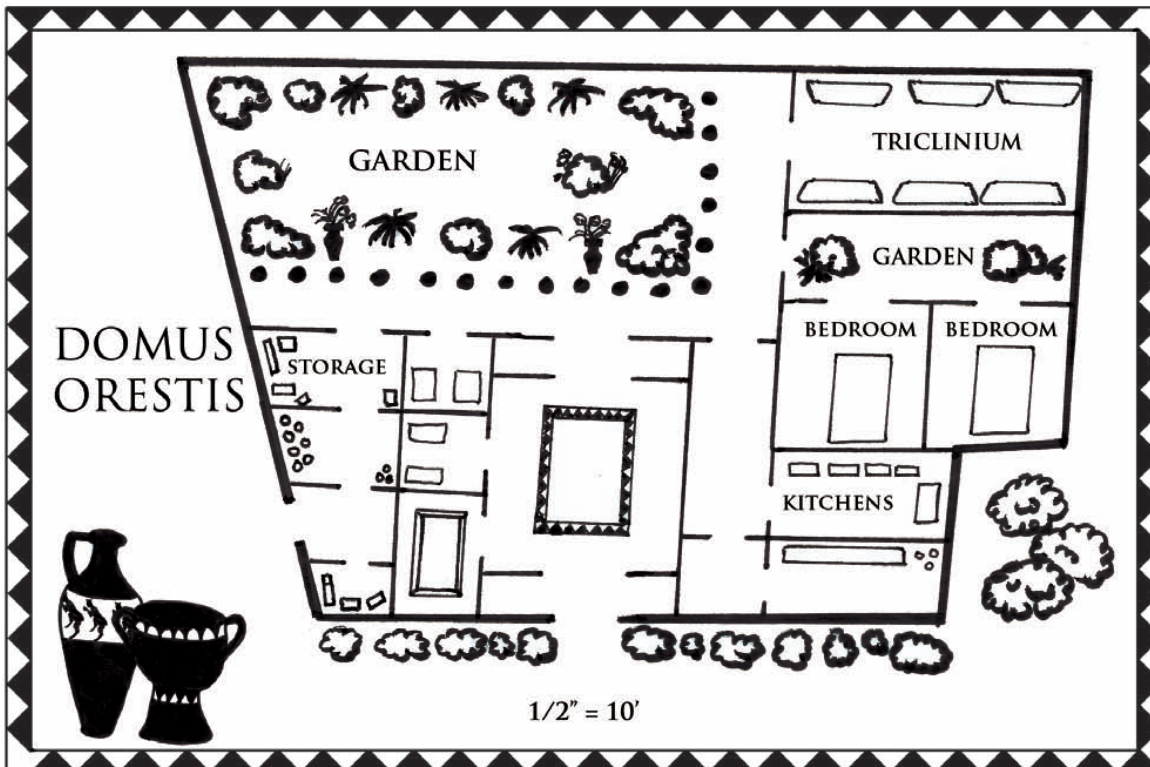 GARDEN
TRICLINIUM
GARDEN
DOMUS
ORESTIS
STORAGE
BEDROOM
BEDROOM
KITCHENS
1/2" = 10'